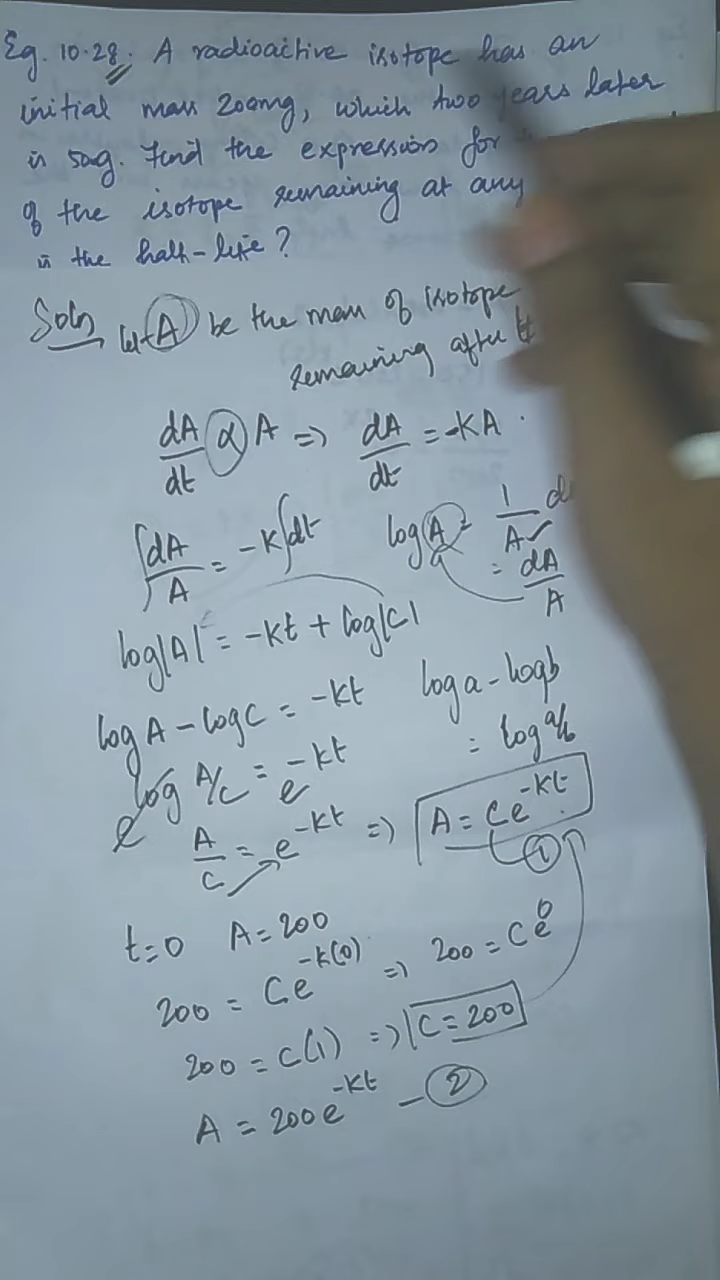 Eg. 10.28: A radioactive isotope has an
initial mass 200mg, which two years later
is 50mg. Find the expression for
of the isotope remaining at any
is the half-life?
Soln let A be the mass of isotope
remaining after t
dA/dt α A => dA/dt = -KA.
∫dA/A = -K∫dt
log A = 1/A
= dA/A
log|A| = -Kt + log|C|
log A - log C = -Kt
log a - log b
= log a/b
e^{log A/C} = e^{-Kt}
A/C = e^{-Kt} => A = Ce^{-Kt} ①
t=0 A=200
200 = Ce^{-K(0)} => 200 = Ce^0
200 = C(1) => C=200
A = 200e^{-Kt} - ②